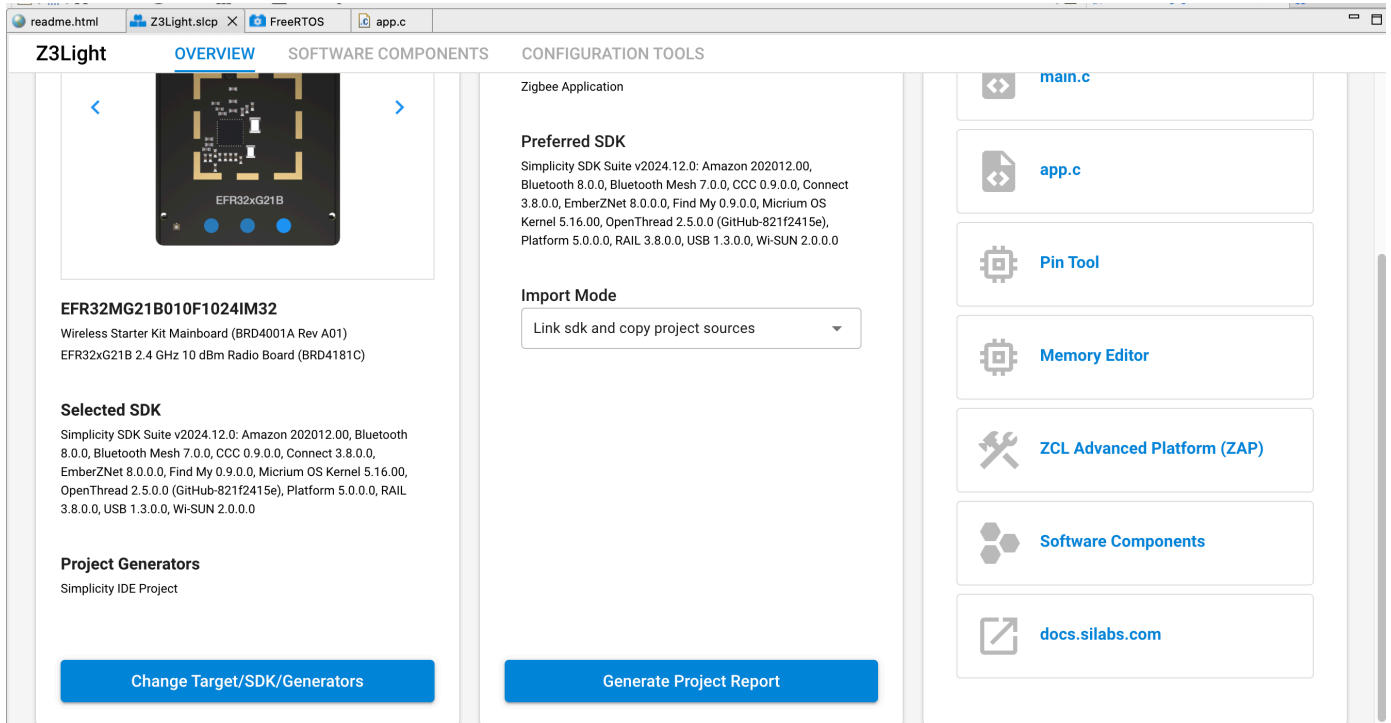 readme.html
Z3Light.slcp
FreeRTOS
app.c
Z3Light
OVERVIEW
SOFTWARE COMPONENTS
CONFIGURATION TOOLS
EFR32xG21B
EFR32MG21B010F1024IM32
Wireless Starter Kit Mainboard (BRD4001A Rev A01)
EFR32xG21B 2.4 GHz 10 dBm Radio Board (BRD4181C)
Selected SDK
Simplicity SDK Suite v2024.12.0: Amazon 202012.00, Bluetooth
8.0.0, Bluetooth Mesh 7.0.0, CCC 0.9.0.0, Connect 3.8.0.0,
EmberZNet 8.0.0.0, Find My 0.9.0.0, Micrium OS Kernel 5.16.00,
OpenThread 2.5.0.0 (GitHub-821f2415e), Platform 5.0.0.0, RAIL
3.8.0.0, USB 1.3.0.0, Wi-SUN 2.0.0.0
Project Generators
Simplicity IDE Project
Change Target/SDK/Generators
Zigbee Application
Preferred SDK
Simplicity SDK Suite v2024.12.0: Amazon 202012.00,
Bluetooth 8.0.0, Bluetooth Mesh 7.0.0, CCC 0.9.0.0, Connect
3.8.0.0, EmberZNet 8.0.0.0, Find My 0.9.0.0, Micrium OS
Kernel 5.16.00, OpenThread 2.5.0.0 (GitHub-821f2415e),
Platform 5.0.0.0, RAIL 3.8.0.0, USB 1.3.0.0, Wi-SUN 2.0.0.0
Import Mode
Link sdk and copy project sources
Generate Project Report
main.c
app.c
Pin Tool
Memory Editor
ZCL Advanced Platform (ZAP)
Software Components
docs.silabs.com